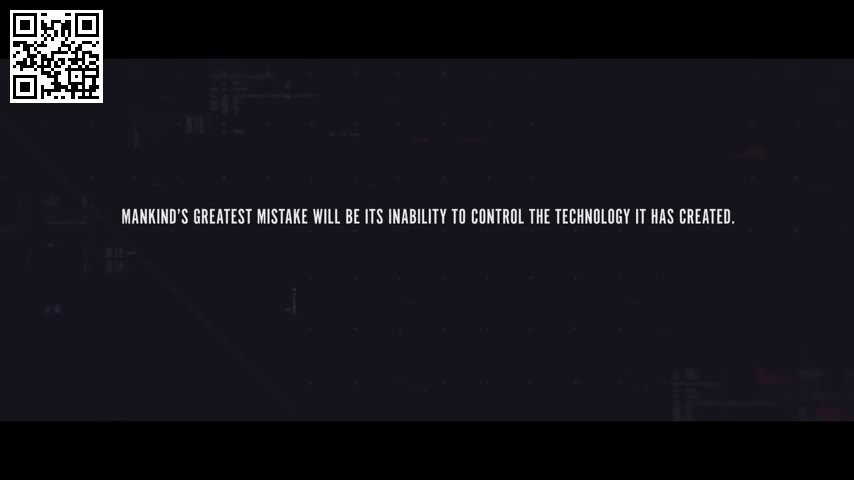 MANKIND'S GREATEST MISTAKE WILL BE ITS INABILITY TO CONTROL THE TECHNOLOGY IT HAS CREATED.